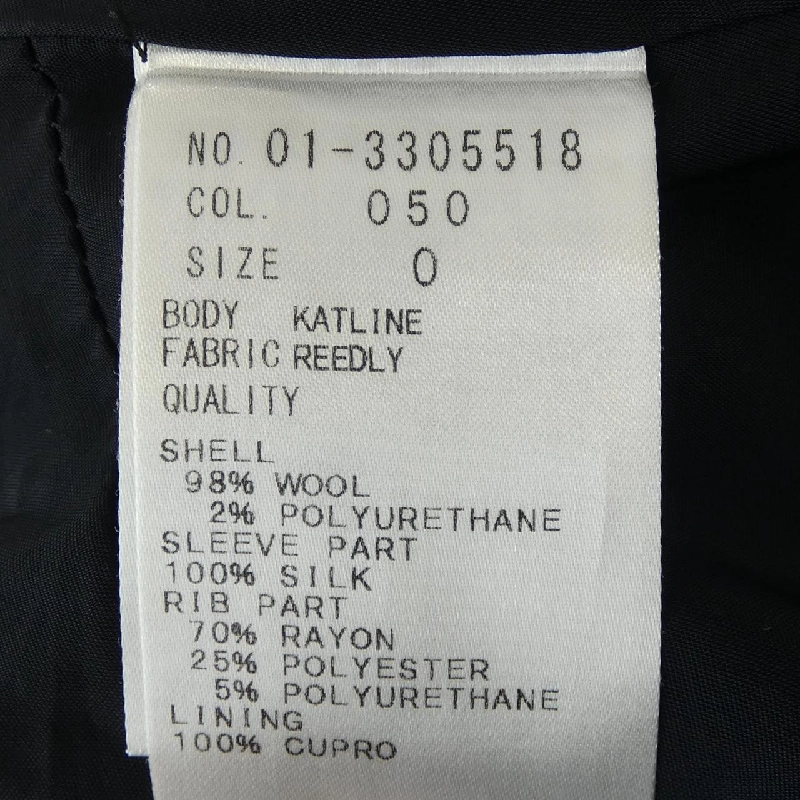 NO. 01-3305518
COL. 050
SIZE 0
BODY KATLINE
FABRIC REEDLY
QUALITY
SHELL
98% WOOL
2% POLYURETHANE
SLEEVE PART
100% SILK
RIB PART
70% RAYON
25% POLYESTER
5% POLYURETHANE
LINING
100% CUPRO